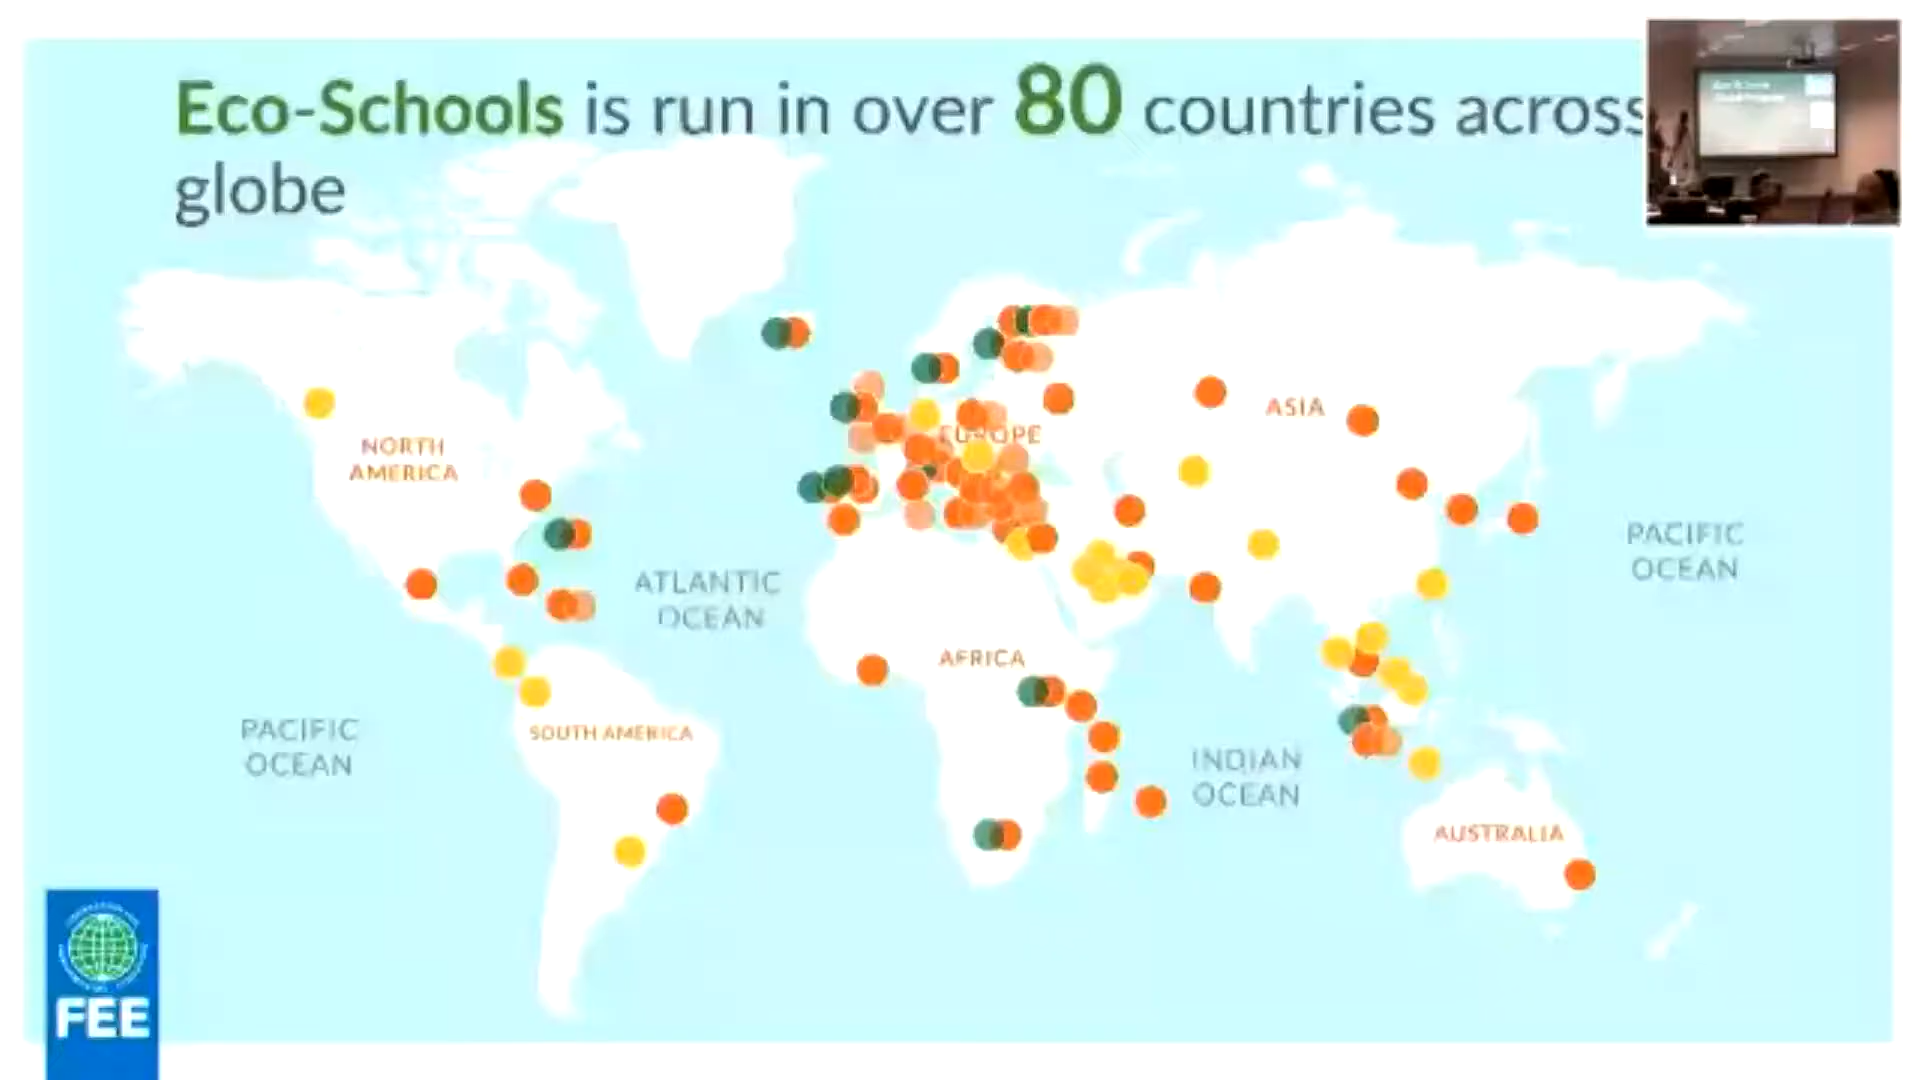 Eco-Schools is run in over 80 countries across
globe
NORTH
AMERICA
EUROPE
ASIA
PACIFIC
OCEAN
ATLANTIC
OCEAN
AFRICA
SOUTH AMERICA
PACIFIC
OCEAN
INDIAN
OCEAN
AUSTRALIA
FEE